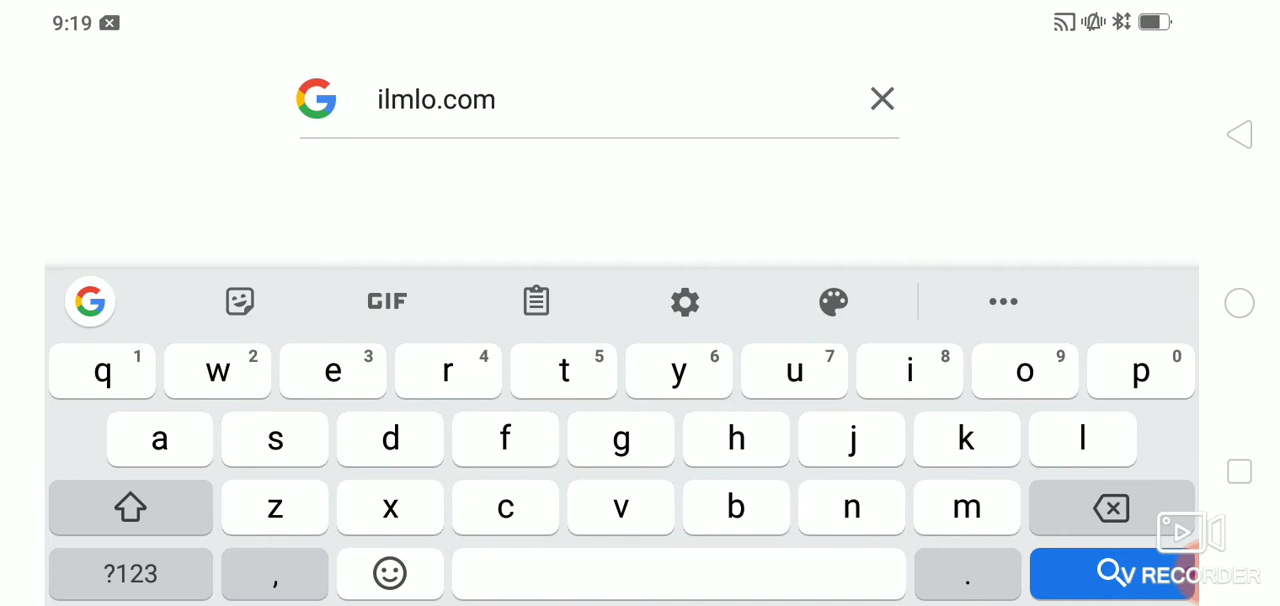 9:19
ilmlo.com
GIF
q 1 w 2 e 3 r 4 t 5 y 6 u 7 i 8 o 9 p 0
a s d f g h j k l
z x c v b n m
?123 , .
V RECORDER